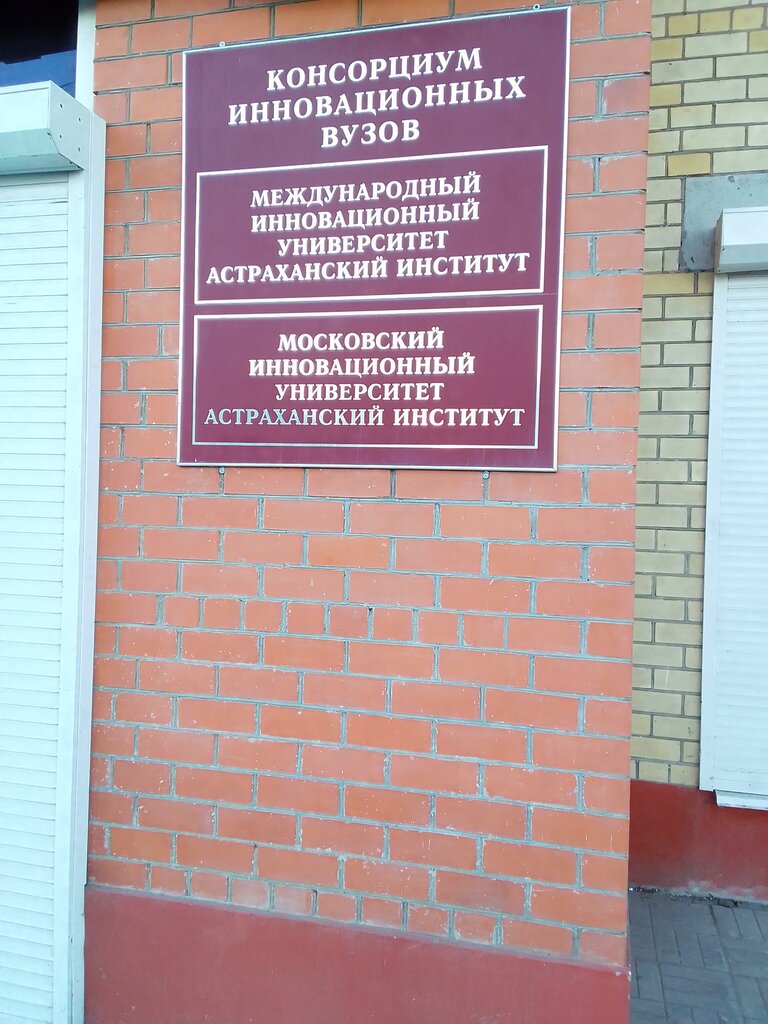 КОНСОРЦИУМ
ИННОВАЦИОННЫХ
ВУЗОВ
МЕЖДУНАРОДНЫЙ
ИННОВАЦИОННЫЙ
УНИВЕРСИТЕТ
АСТРАХАНСКИЙ ИНСТИТУТ
МОСКОВСКИЙ
ИННОВАЦИОННЫЙ
УНИВЕРСИТЕТ
АСТРАХАНСКИЙ ИНСТИТУТ